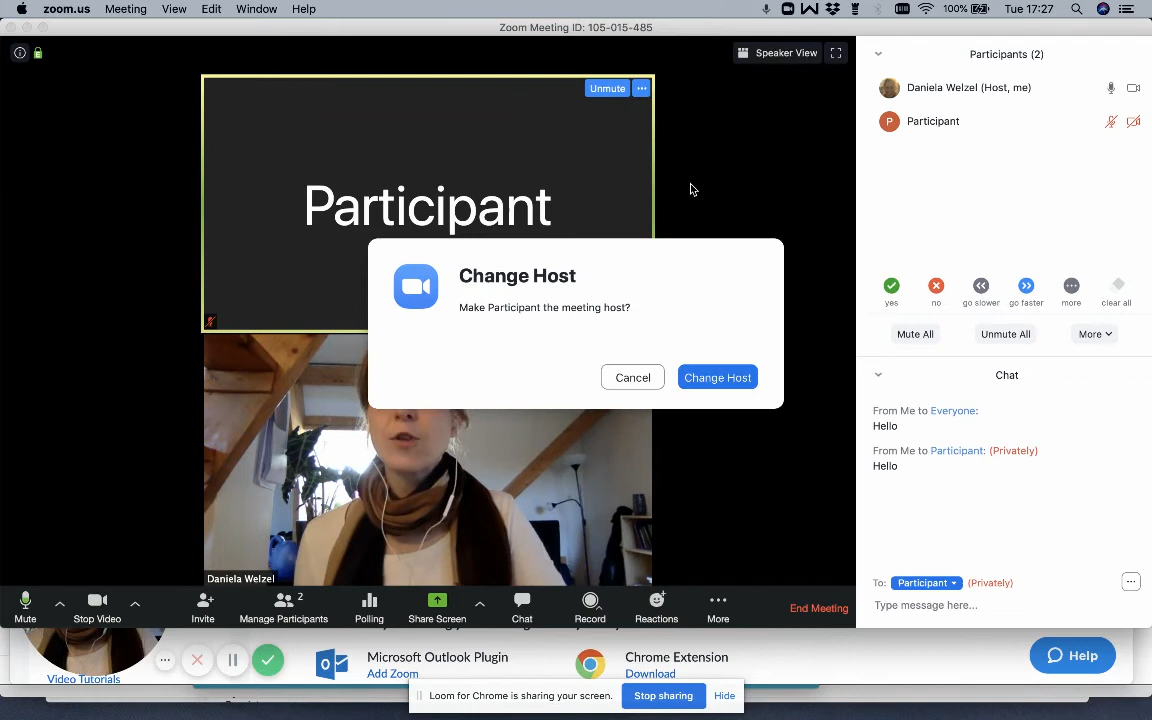 zoom.us Meeting View Edit Window Help
100% Tue 17:27
Zoom Meeting ID: 105-015-485
Speaker View
Unmute
Participant
Change Host
Make Participant the meeting host?
Cancel Change Host
Daniela Welzel
Participants (2)
Daniela Welzel (Host, me)
P Participant
yes no go slower go faster more clear all
Mute All Unmute All More
Chat
From Me to Everyone:
Hello
From Me to Participant: (Privately)
Hello
To: Participant (Privately)
Type message here...
Mute Stop Video Invite Manage Participants 2 Polling Share Screen Chat Record Reactions More End Meeting
Video Tutorials
Microsoft Outlook Plugin
Add Zoom
Chrome Extension
Download
Help
Loom for Chrome is sharing your screen. Stop sharing Hide